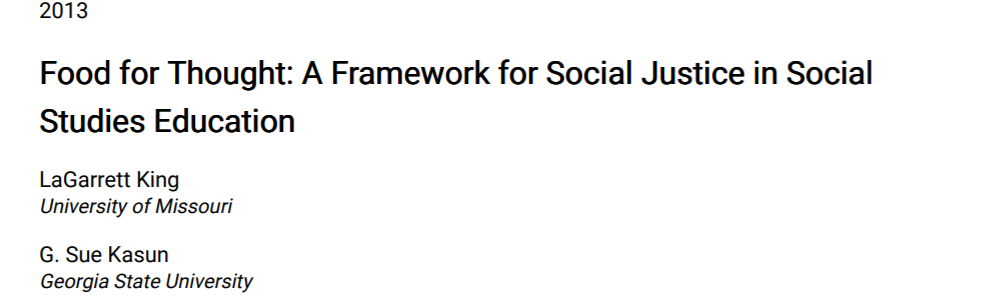 2013
Food for Thought: A Framework for Social Justice in Social
Studies Education
LaGarrett King
University of Missouri
G. Sue Kasun
Georgia State University